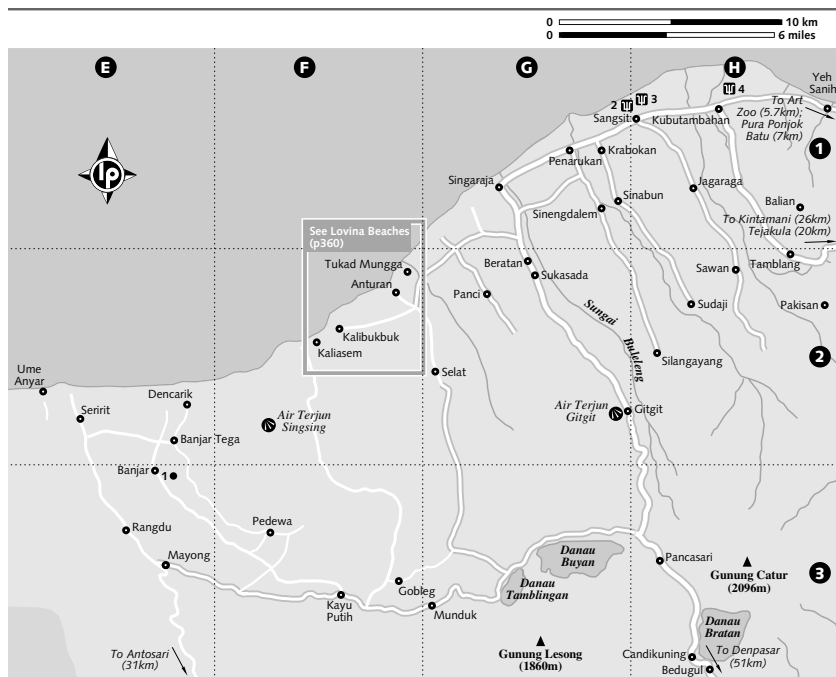 0 10 km
0 6 miles
E
F
G
H
Yeh
Sanih
2
3
4
To Art
Zoo (5.7km);
Pura Ponjok
Batu (7km)
Sangsit
Kubutambahan
1
Penarukan
Krabokan
lp
Singaraja
Jagaraga
Sinabun
Balian
Sinengdalem
To Kintamani (26km)
Tejakula (20km)
See Lovina Beaches
(p360)
Tukad Mungga
Beratan
Sukasada
Sawan
Tamblang
Anturan
Panci
Sungai
Buleleng
Sudaji
Pakisan
Kalibukbuk
Kaliasem
Silangayang
2
Ume
Anyar
Selat
Dencarik
Seririt
Air Terjun
Singsing
Air Terjun
Gitgit
Gitgit
Banjar Tega
Banjar
1
Rangdu
Pedewa
Mayong
Danau
Buyan
Pancasari
Gunung Catur
(2096m)
3
Danau
Tamblingan
Gobleg
Kayu
Putih
Munduk
Danau
Bratan
To Antosari
(31km)
Gunung Lesong
(1860m)
Candikuning
Bedugul
To Denpasar
(51km)